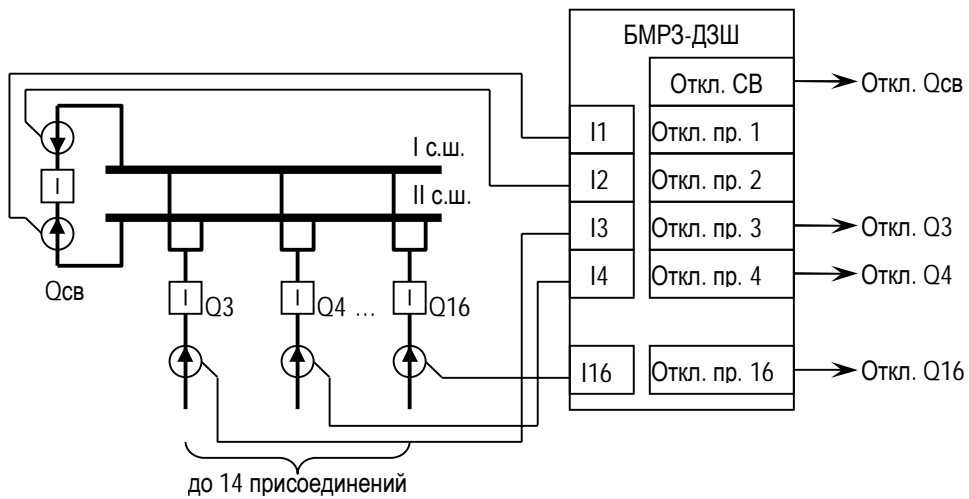 БМРЗ-ДЗШ
Откл. СВ
Откл. Qсв
I1
Откл. пр. 1
I с.ш.
I
I2
Откл. пр. 2
II с.ш.
I3
Откл. пр. 3
Откл. Q3
I4
Откл. пр. 4
Откл. Q4
Qсв
I
Q3
I
Q4 ...
I
Q16
I16
Откл. пр. 16
Откл. Q16
до 14 присоединений